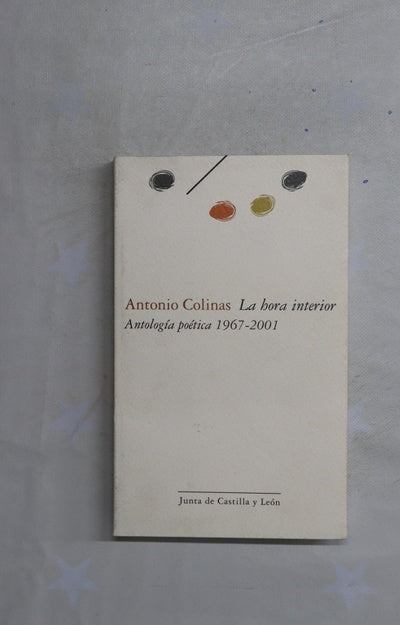 Antonio Colinas La hora interior
Antología poética 1967-2001
Junta de Castilla y León